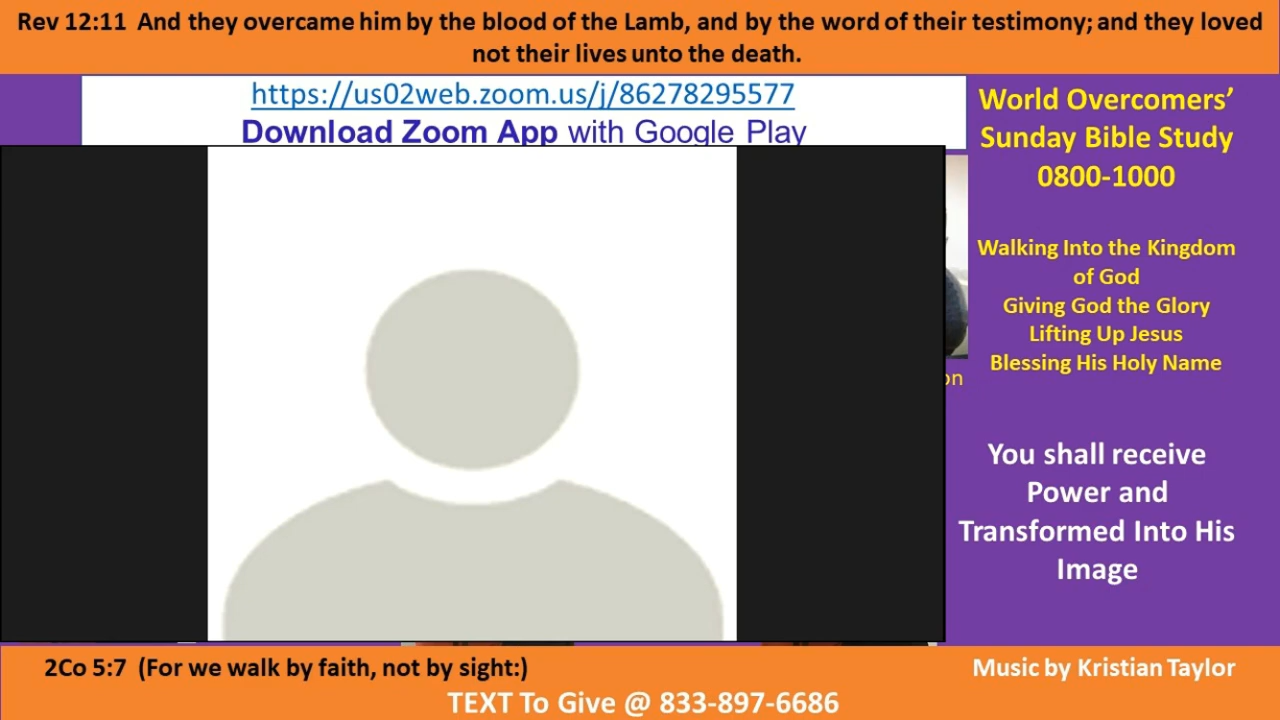 Rev 12:11 And they overcame him by the blood of the Lamb, and by the word of their testimony; and they loved
not their lives unto the death.
https://us02web.zoom.us/j/86278295577
Download Zoom App with Google Play
World Overcomers’
Sunday Bible Study
0800-1000
Walking Into the Kingdom
of God
Giving God the Glory
Lifting Up Jesus
Blessing His Holy Name
You shall receive
Power and
Transformed Into His
Image
2Co 5:7 (For we walk by faith, not by sight:)
Music by Kristian Taylor
TEXT To Give @ 833-897-6686